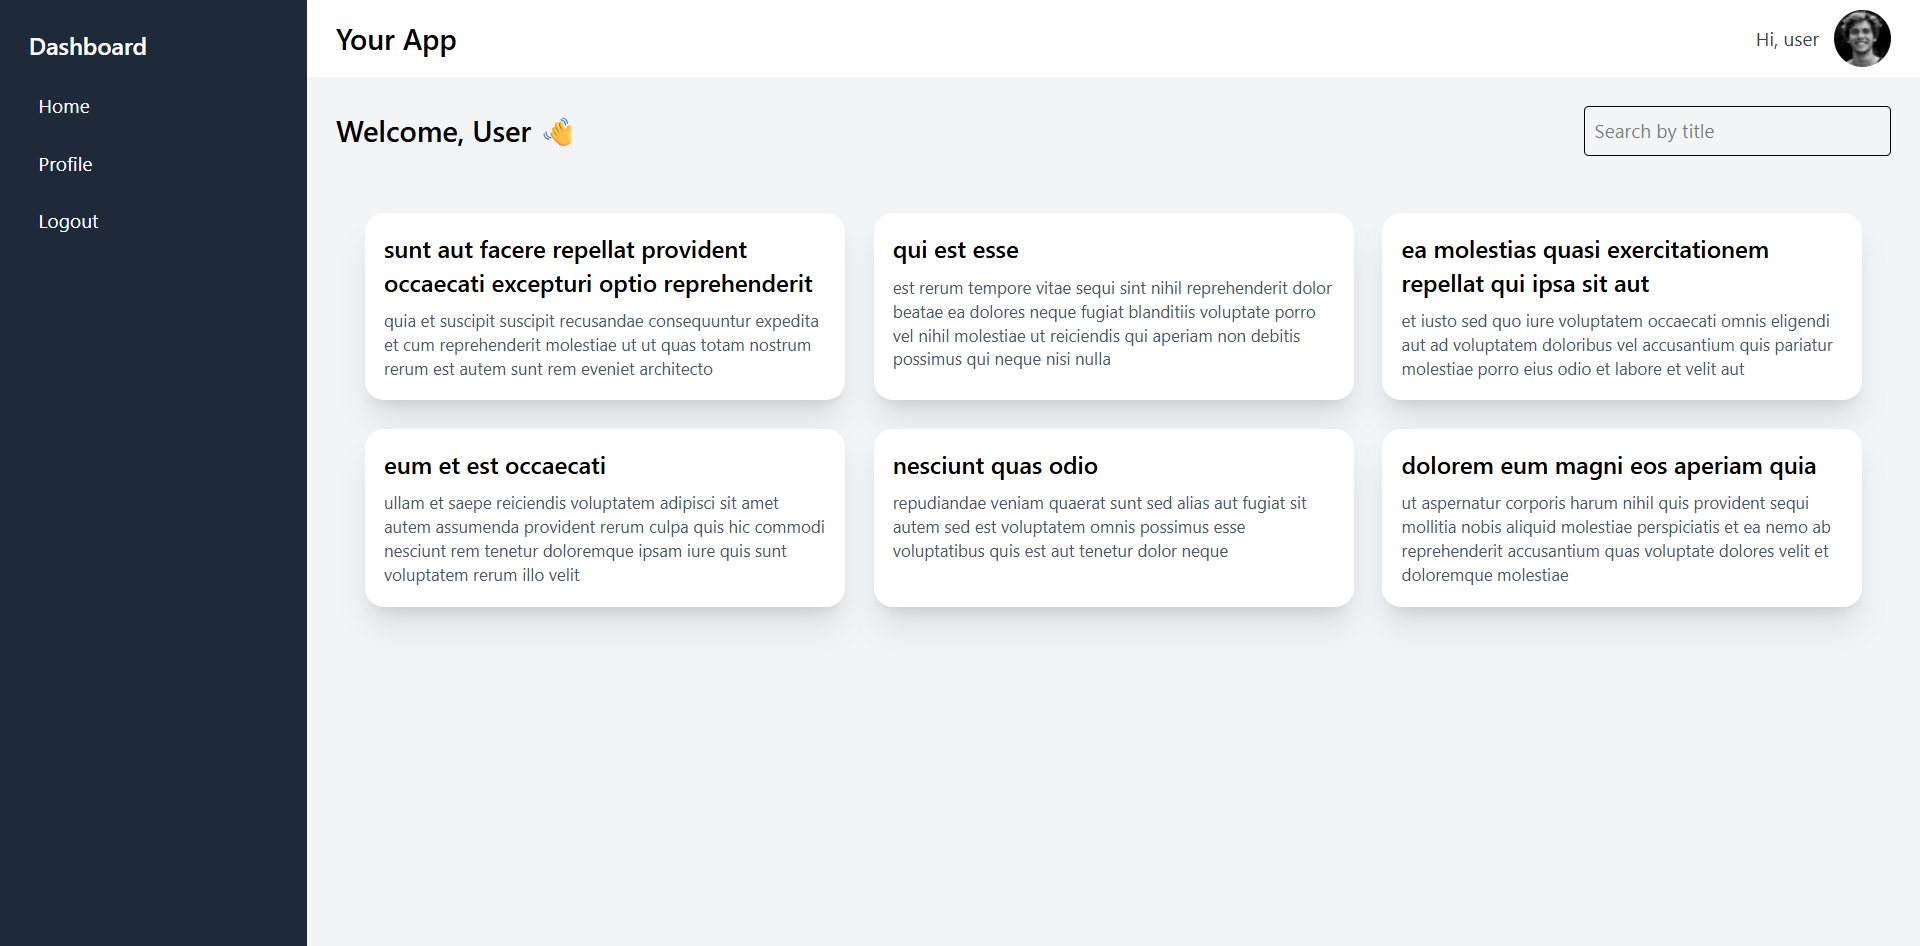 Dashboard
Home
Profile
Logout
Your App
Hi, user
Welcome, User 👋
Search by title
sunt aut facere repellat provident
occaecati excepturi optio reprehenderit
quia et suscipit suscipit recusandae consequuntur expedita
et cum reprehenderit molestiae ut ut quas totam nostrum
rerum est autem sunt rem eveniet architecto
qui est esse
est rerum tempore vitae sequi sint nihil reprehenderit dolor
beatae ea dolores neque fugiat blanditiis voluptate porro
vel nihil molestiae ut reiciendis qui aperiam non debitis
possimus qui neque nisi nulla
ea molestias quasi exercitationem
repellat qui ipsa sit aut
et iusto sed quo iure voluptatem occaecati omnis eligendi
aut ad voluptatem doloribus vel accusantium quis pariatur
molestiae porro eius odio et labore et velit aut
eum et est occaecati
ullam et saepe reiciendis voluptatem adipisci sit amet
autem assumenda provident rerum culpa quis hic commodi
nesciunt rem tenetur doloremque ipsam iure quis sunt
voluptatem rerum illo velit
nesciunt quas odio
repudiandae veniam quaerat sunt sed alias aut fugiat sit
autem sed est voluptatem omnis possimus esse
voluptatibus quis est aut tenetur dolor neque
dolorem eum magni eos aperiam quia
ut aspernatur corporis harum nihil quis provident sequi
mollitia nobis aliquid molestiae perspiciatis et ea nemo ab
reprehenderit accusantium quas voluptate dolores velit et
doloremque molestiae